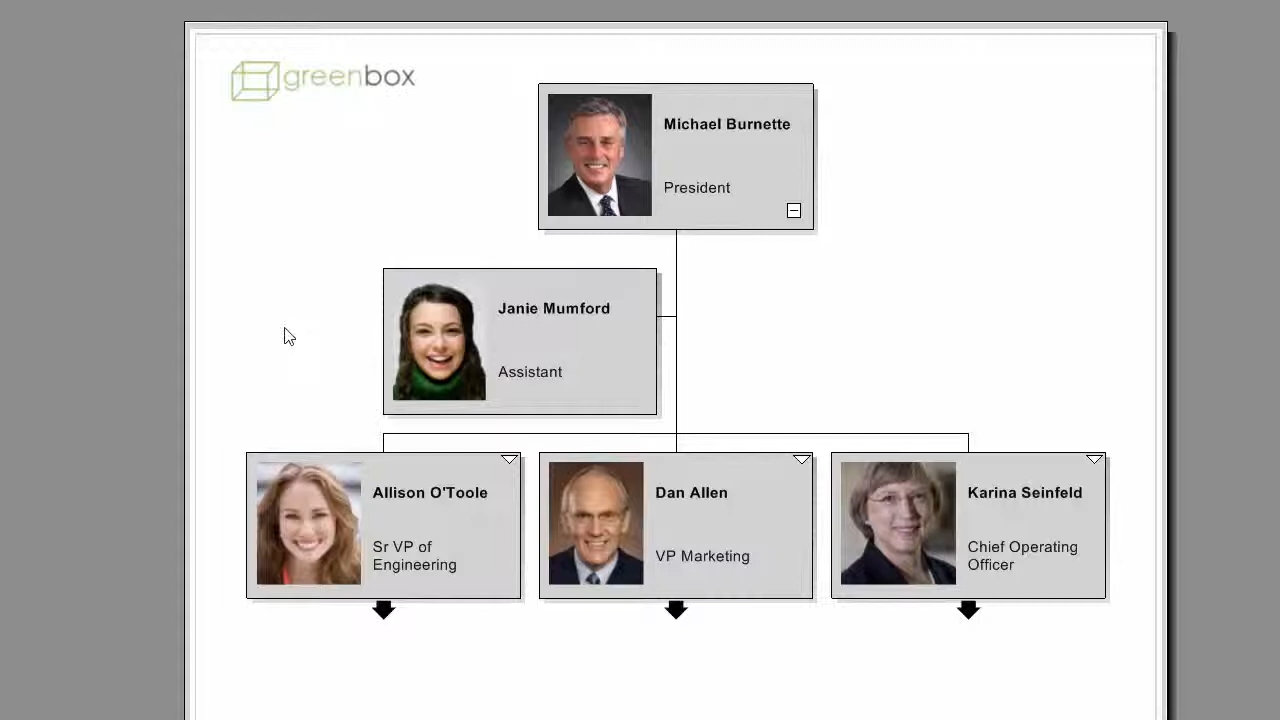 greenbox
Michael Burnette
President
Janie Mumford
Assistant
Allison O'Toole
Sr VP of
Engineering
Dan Allen
VP Marketing
Karina Seinfeld
Chief Operating
Officer